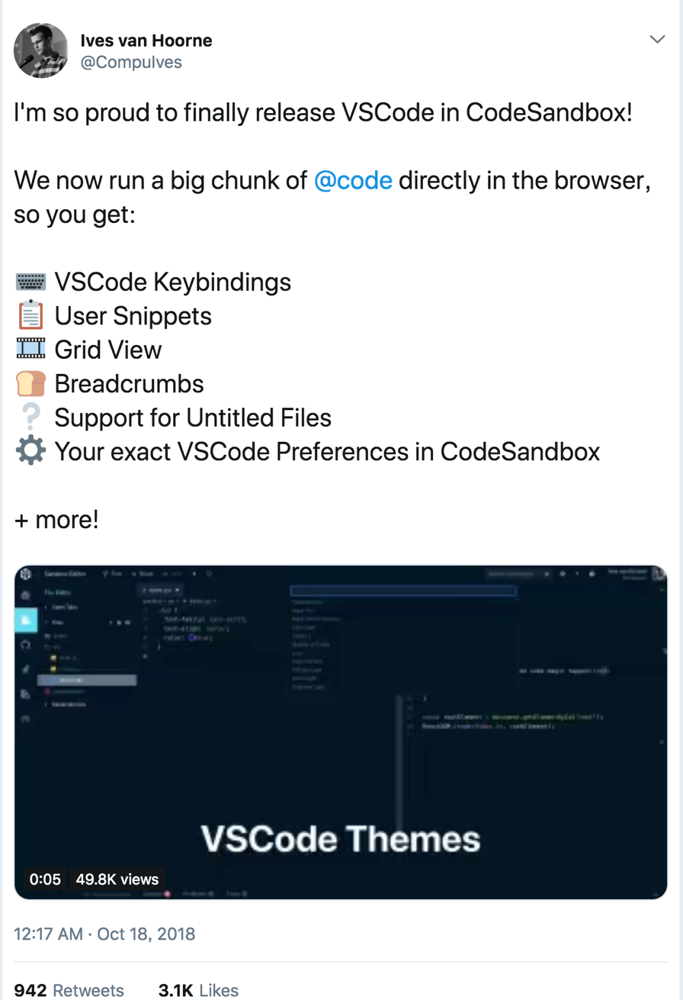 Ives van Hoorne
@CompuIves
I'm so proud to finally release VSCode in CodeSandbox!
We now run a big chunk of @code directly in the browser,
so you get:
⌨️ VSCode Keybindings
📋 User Snippets
🎞️ Grid View
🍞 Breadcrumbs
❔ Support for Untitled Files
⚙️ Your exact VSCode Preferences in CodeSandbox
+ more!
VSCode Themes
0:05 49.8K views
12:17 AM · Oct 18, 2018
942 Retweets 3.1K Likes